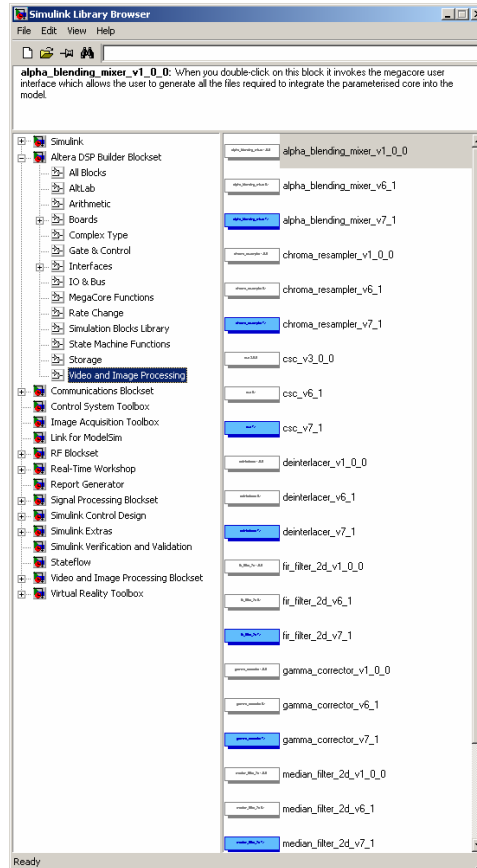 Simulink Library Browser
File Edit View Help
alpha_blending_mixer_v1_0_0: When you
double-click on this block it invokes the megacore user
interface which allows the user to generate all the
files required to integrate the parameterised core into the
model.
Simulink
Altera DSP Builder Blockset
All Blocks
AltLab
Arithmetic
Boards
Complex Type
Gate & Control
Interfaces
IO & Bus
MegaCore Functions
Rate Change
Simulation Blocks Library
State Machine Functions
Storage
Video and Image Processing
Communications Blockset
Control System Toolbox
Image Acquisition Toolbox
Link for ModelSim
RF Blockset
Real-Time Workshop
Report Generator
Signal Processing Blockset
Simulink Control Design
Simulink Extras
Simulink Verification and Validation
Stateflow
Video and Image Processing Blockset
Virtual Reality Toolbox
alpha_blending_mixer_v1_0_0
alpha_blending_mixer_v6_1
alpha_blending_mixer_v7_1
chroma_resampler_v1_0_0
chroma_resampler_v6_1
chroma_resampler_v7_1
csc_v3_0_0
csc_v6_1
csc_v7_1
deinterlacer_v1_0_0
deinterlacer_v6_1
deinterlacer_v7_1
fir_filter_2d_v1_0_0
fir_filter_2d_v6_1
fir_filter_2d_v7_1
gamma_corrector_v1_0_0
gamma_corrector_v6_1
gamma_corrector_v7_1
median_filter_2d_v1_0_0
median_filter_2d_v6_1
median_filter_2d_v7_1
Ready